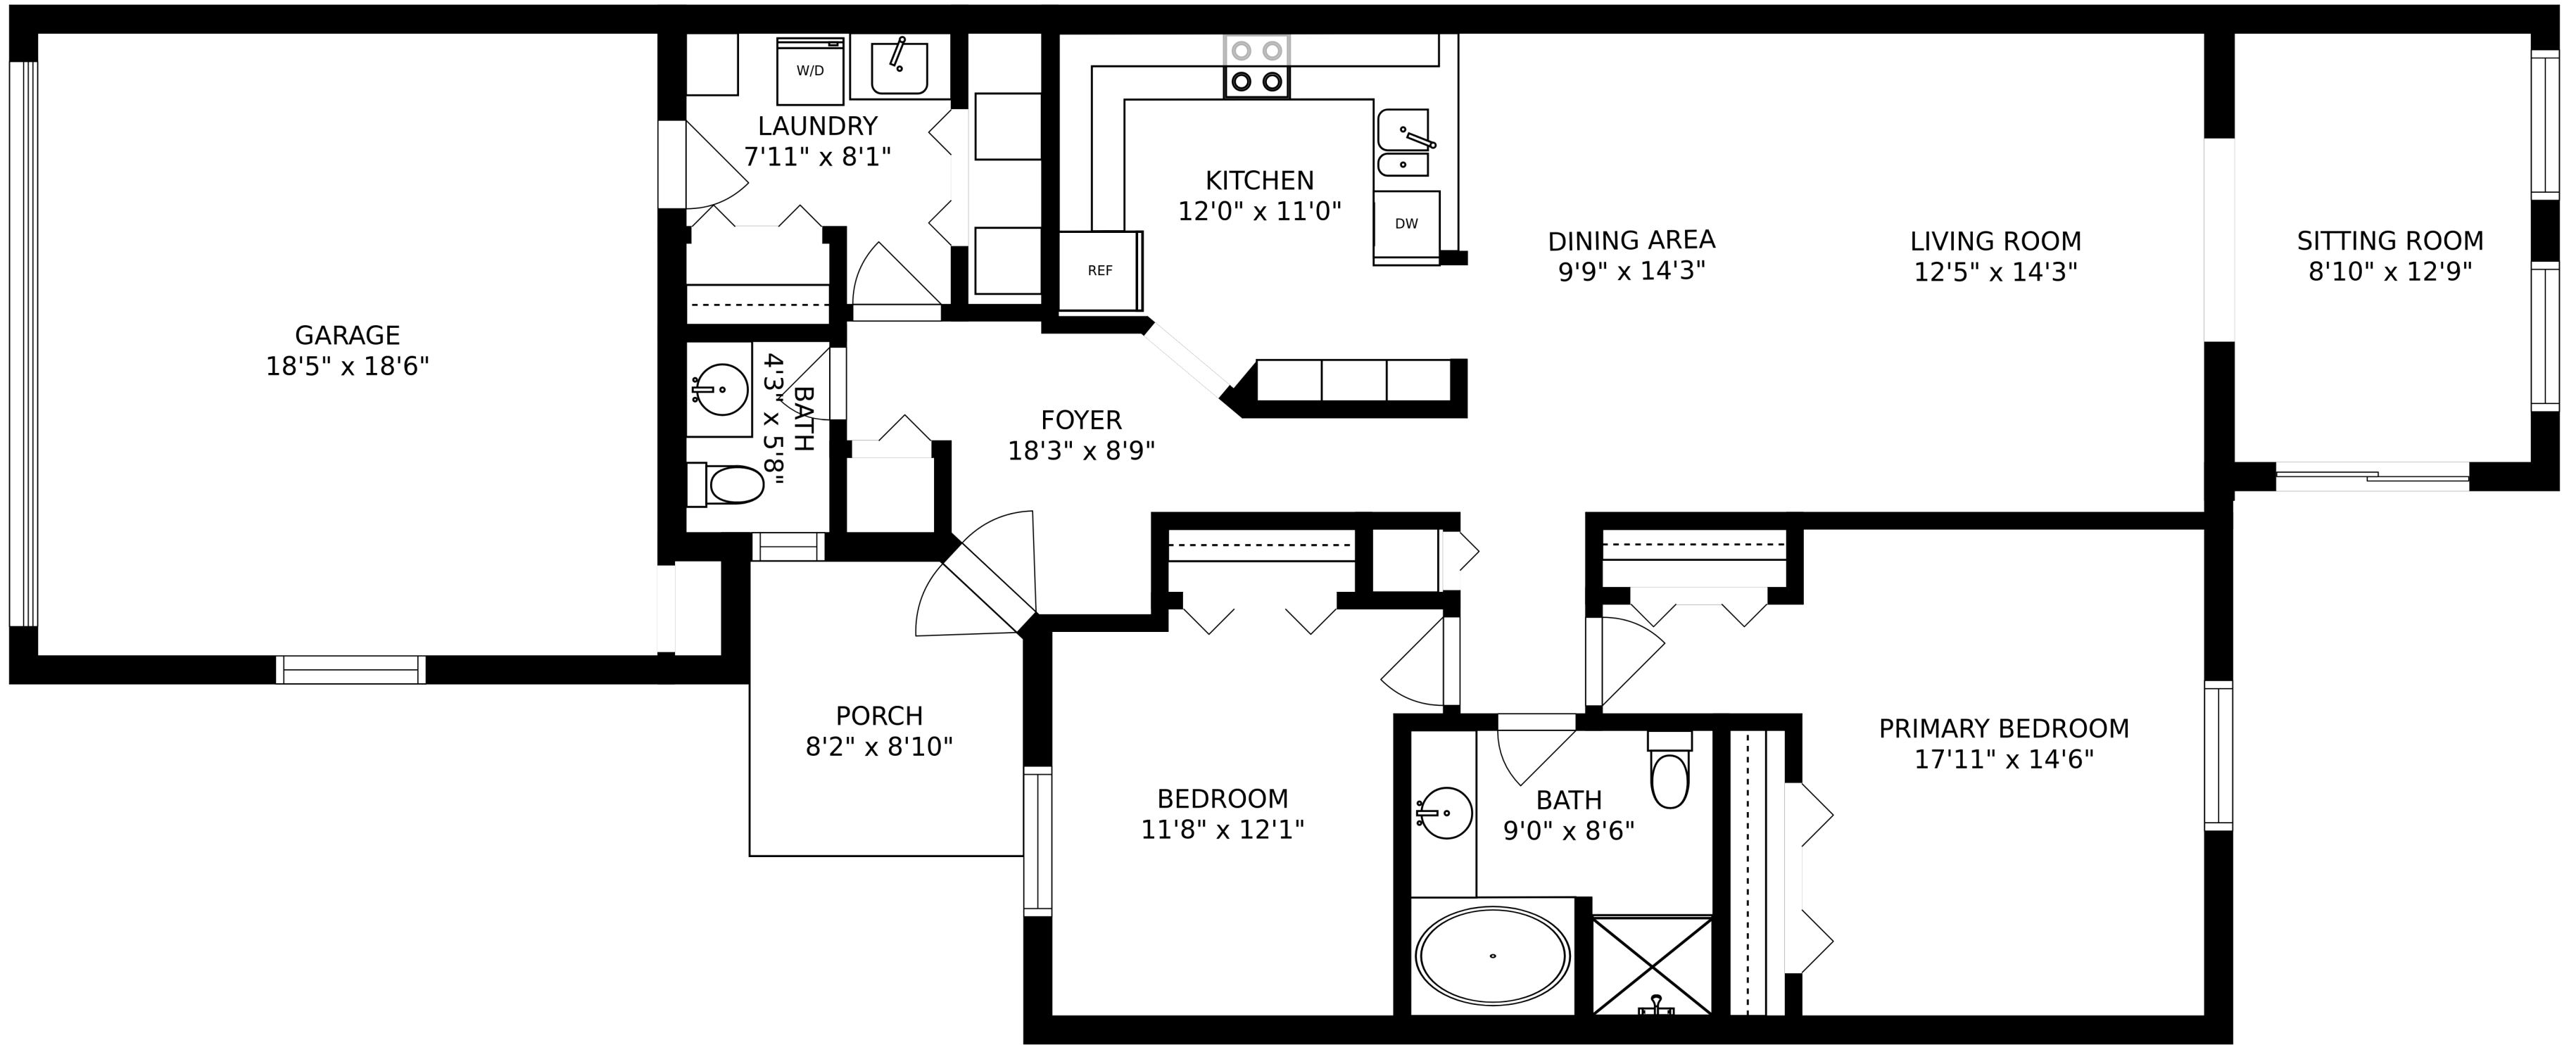 GARAGE
18'5" x 18'6"
W/D
LAUNDRY
7'11" x 8'1"
BATH
4'3" x 5'8"
FOYER
18'3" x 8'9"
KITCHEN
12'0" x 11'0"
REF
DW
DINING AREA
9'9" x 14'3"
LIVING ROOM
12'5" x 14'3"
SITTING ROOM
8'10" x 12'9"
PORCH
8'2" x 8'10"
BEDROOM
11'8" x 12'1"
BATH
9'0" x 8'6"
PRIMARY BEDROOM
17'11" x 14'6"